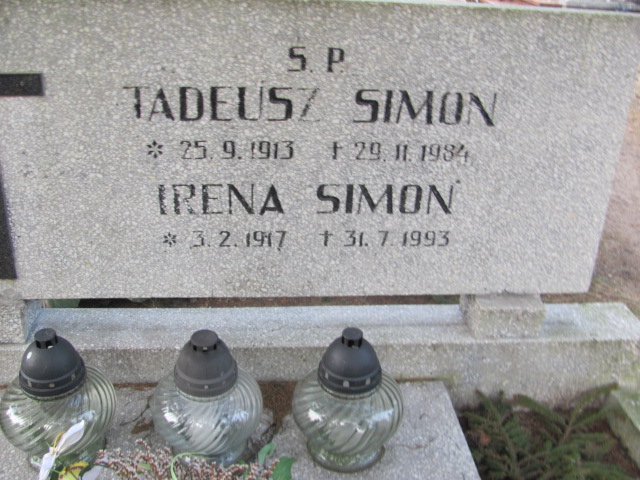 Ś. P.
TADEUSZ SIMON
* 25. 9. 1913 † 29. 11. 1984
IRENA SIMON
* 3. 2. 1917 † 31. 7. 1993